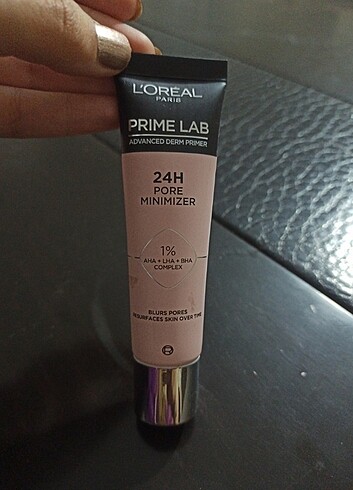 L'ORÉAL
PARIS
PRIME LAB
ADVANCED DERM PRIMER
24H
PORE
MINIMIZER
1%
AHA + LHA + BHA
COMPLEX
BLURS PORES
RESURFACES SKIN OVER TIME